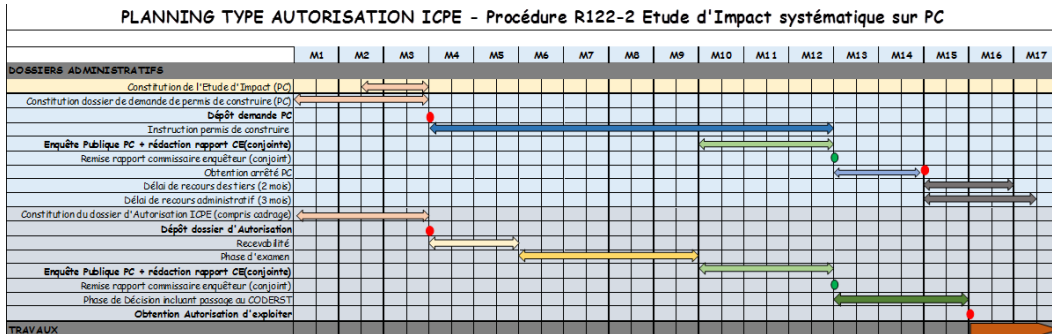 PLANNING TYPE AUTORISATION ICPE - Procédure R122-2 Etude d'Impact systématique sur PC
M1 M2 M3 M4 M5 M6 M7 M8 M9 M10 M11 M12 M13 M14 M15 M16 M17
DOSSIERS ADMINISTRATIFS
Constitution de l'Etude d'Impact (PC)
Constitution dossier de demande de permis de construire (PC)
Dépôt demande PC
Instruction permis de construire
Enquête Publique PC + rédaction rapport CE(conjointe)
Remise rapport commissaire enquêteur (conjoint)
Obtention arrêté PC
Délai de recours des tiers (2 mois)
Délai de recours administratif (3 mois)
Constitution du dossier d'Autorisation ICPE (compris cadrage)
Dépôt dossier d'Autorisation
Recevabilité
Phase d'examen
Enquête Publique PC + rédaction rapport CE(conjointe)
Remise rapport commissaire enquêteur (conjoint)
Phase de Décision incluant passage au CODERST
Obtention Autorisation d'exploiter
TRAVAUX